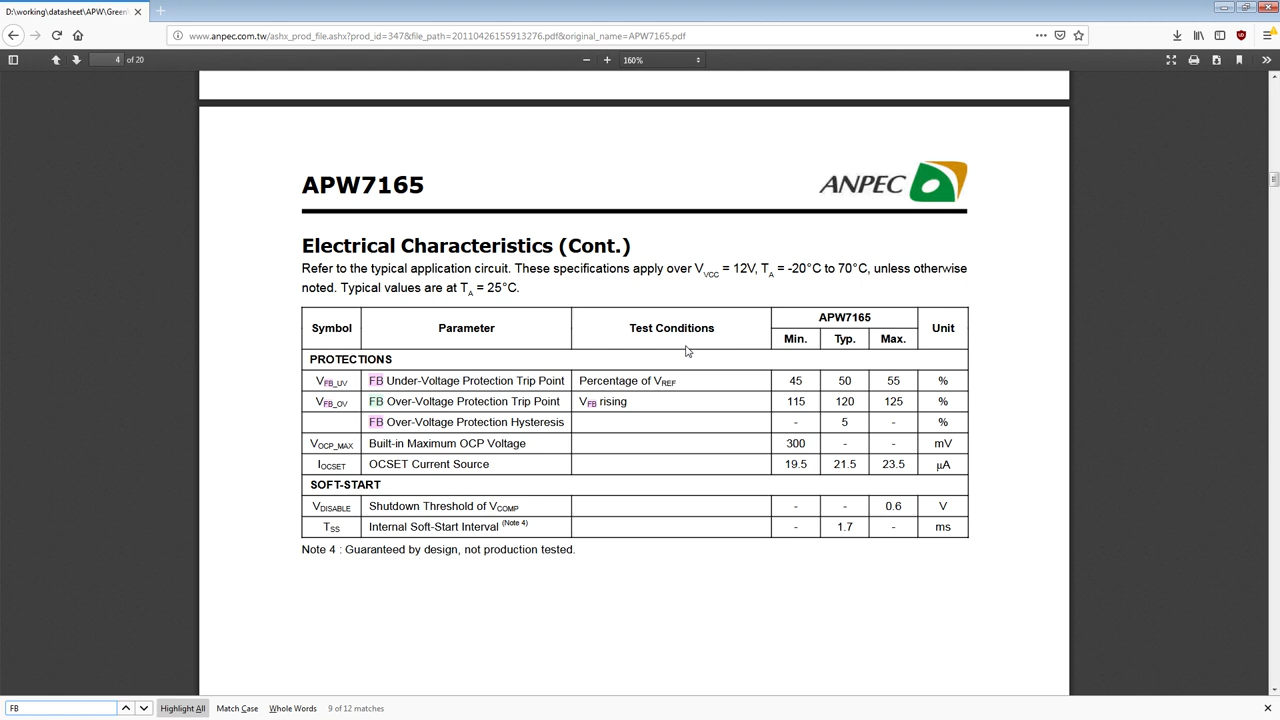 D:\working\datasheet\APW\Green
www.anpec.com.tw/ashx_prod_file.ashx?prod_id=347&file_path=20110426155913276.pdf&original_name=APW7165.pdf
4 of 20
160%
APW7165
ANPEC
Electrical Characteristics (Cont.)
Refer to the typical application circuit. These specifications apply over VVCC = 12V, TA = -20°C to 70°C, unless otherwise
noted. Typical values are at TA = 25°C.
Symbol Parameter Test Conditions APW7165 Unit
Min. Typ. Max.
PROTECTIONS
VFB_UV FB Under-Voltage Protection Trip Point Percentage of VREF 45 50 55 %
VFB_OV FB Over-Voltage Protection Trip Point VFB rising 115 120 125 %
FB Over-Voltage Protection Hysteresis - 5 - %
VOCP_MAX Built-in Maximum OCP Voltage 300 - - mV
IOCSET OCSET Current Source 19.5 21.5 23.5 μA
SOFT-START
VDISABLE Shutdown Threshold of VCOMP - - 0.6 V
TSS Internal Soft-Start Interval (Note 4) - 1.7 - ms
Note 4 : Guaranteed by design, not production tested.
FB Highlight All Match Case Whole Words 9 of 12 matches